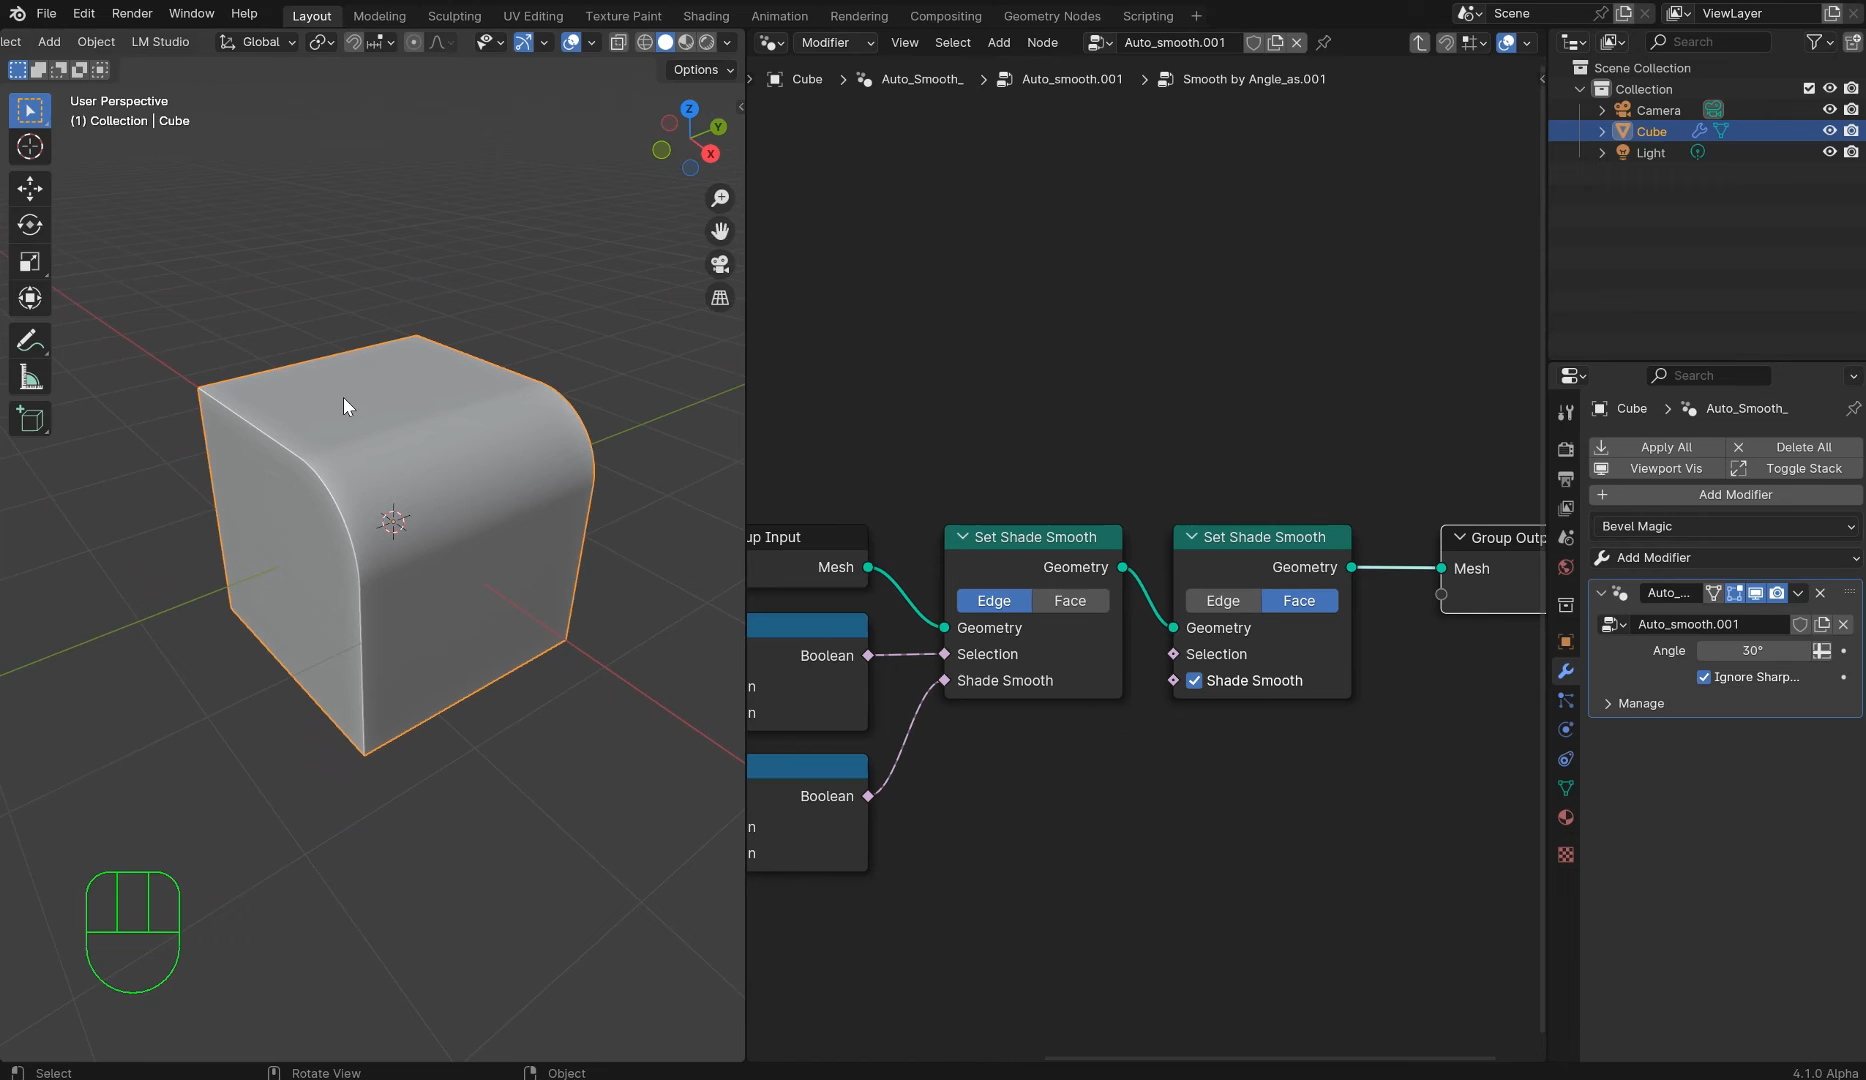 File Edit Render Window Help Layout Modeling Sculpting UV Editing Texture Paint Shading Animation Rendering Compositing Geometry Nodes Scripting + Scene ViewLayer
lect Add Object LM Studio Global Modifier View Select Add Node Auto_smooth.001 Search
Options
Cube > Auto_Smooth_ > Auto_smooth.001 > Smooth by Angle_as.001
User Perspective
(1) Collection | Cube
Z
Y
X
Scene Collection
Collection
Camera
Cube
Light
Search
Cube > Auto_Smooth_
Apply All Delete All
Viewport Vis Toggle Stack
Add Modifier
Bevel Magic
Add Modifier
Auto_...
Auto_smooth.001
Angle 30°
Ignore Sharp...
Manage
up Input
Mesh
Boolean
n
n
Boolean
n
n
Set Shade Smooth
Geometry
Edge Face
Geometry
Selection
Shade Smooth
Set Shade Smooth
Geometry
Edge Face
Geometry
Selection
Shade Smooth
Group Outp
Mesh
Select Rotate View Object 4.1.0 Alpha